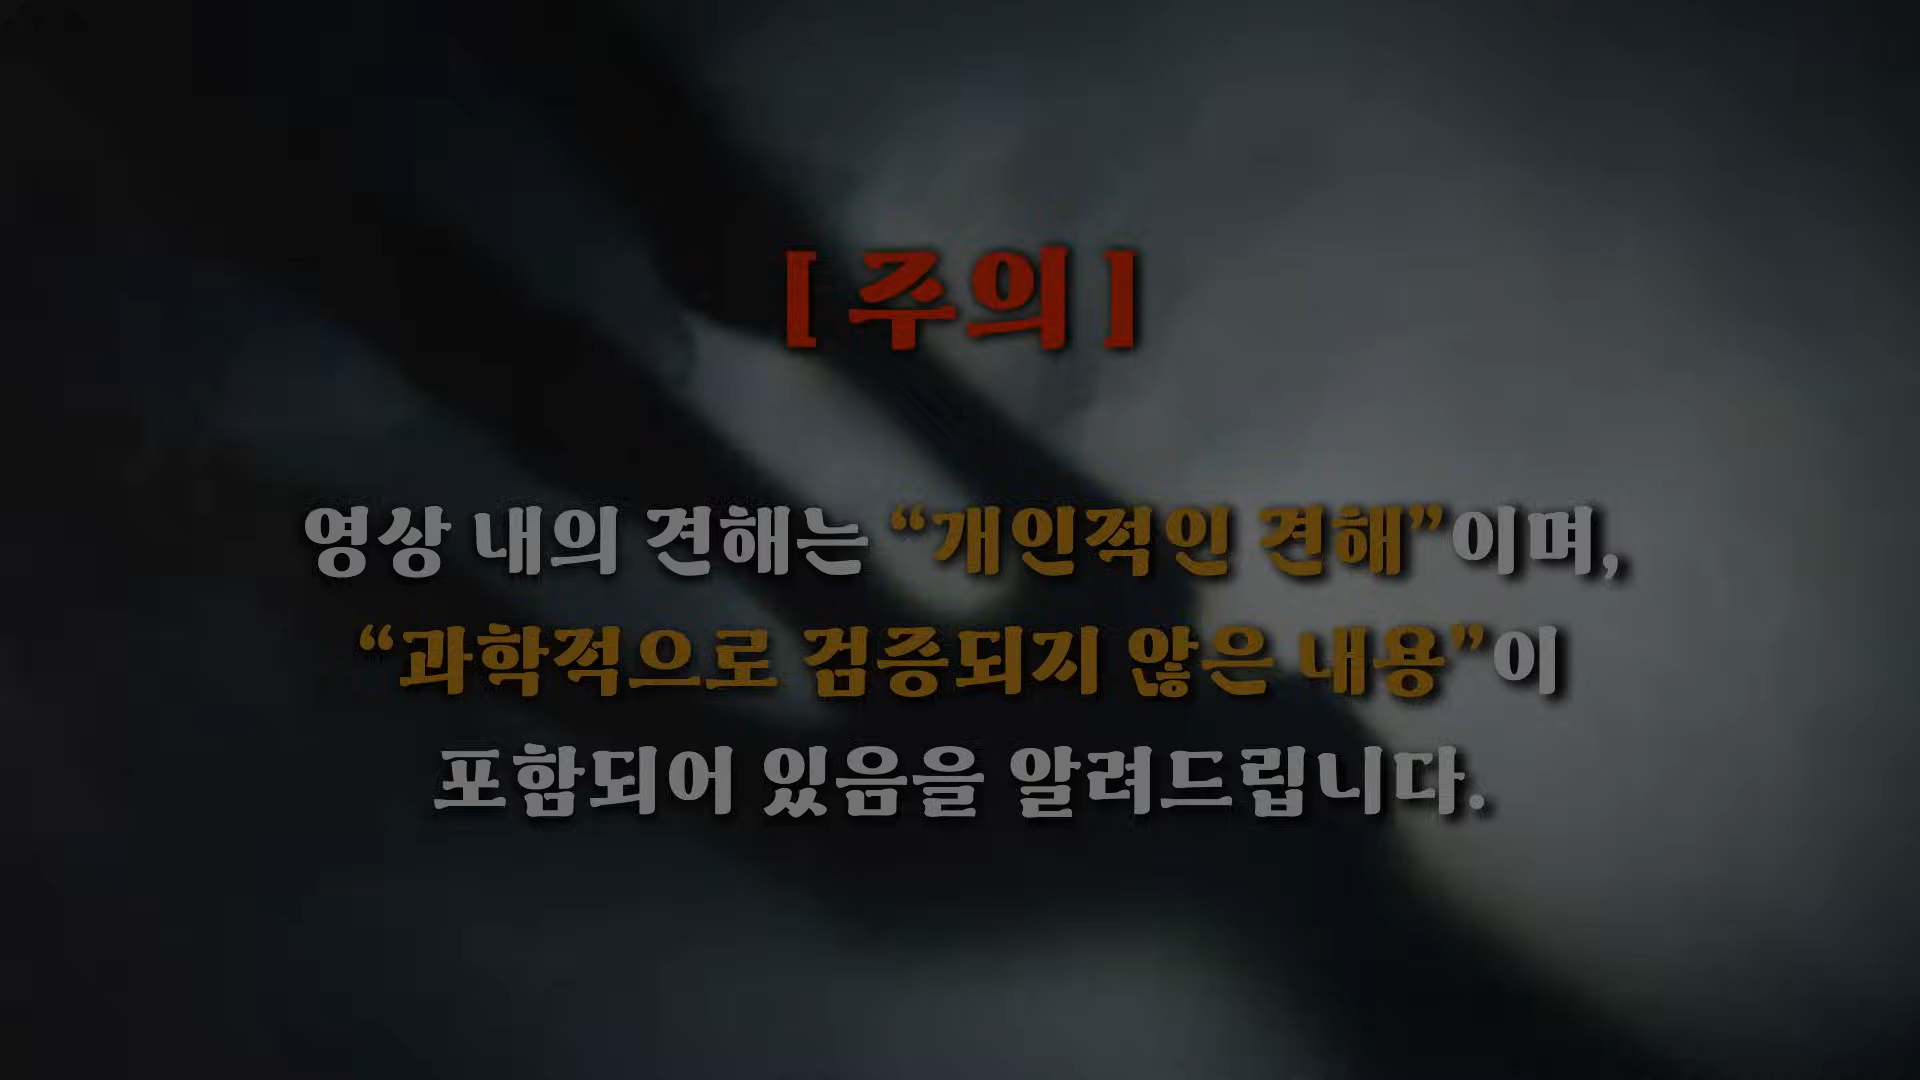 [ 주의 ]
영상 내의 견해는 “개인적인 견해”이며,
“과학적으로 검증되지 않은 내용”이
포함되어 있음을 알려드립니다.